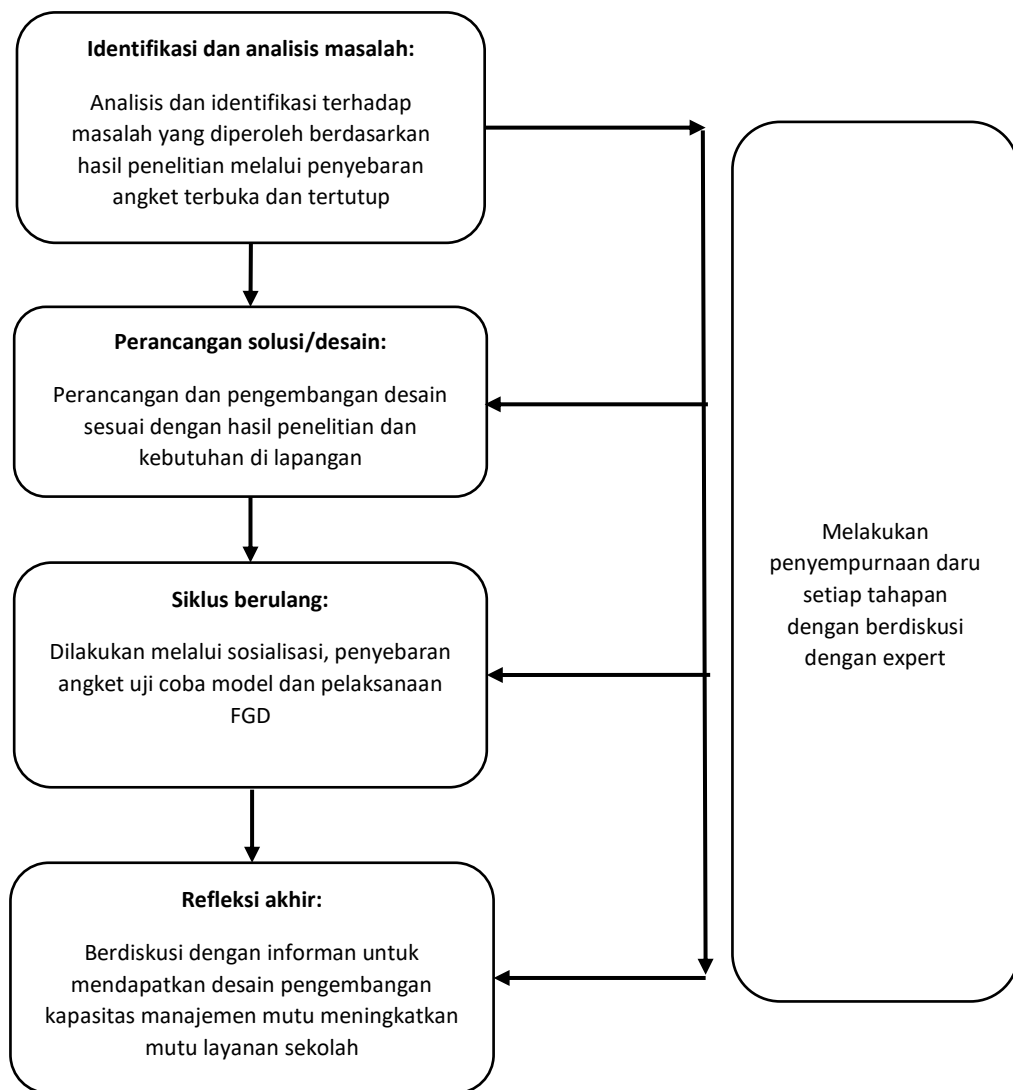 Identifikasi dan analisis masalah:
Analisis dan identifikasi terhadap
masalah yang diperoleh berdasarkan
hasil penelitian melalui penyebaran
angket terbuka dan tertutup
Perancangan solusi/desain:
Perancangan dan pengembangan desain
sesuai dengan hasil penelitian dan
kebutuhan di lapangan
Siklus berulang:
Dilakukan melalui sosialisasi, penyebaran
angket uji coba model dan pelaksanaan
FGD
Refleksi akhir:
Berdiskusi dengan informan untuk
mendapatkan desain pengembangan
kapasitas manajemen mutu meningkatkan
mutu layanan sekolah
Melakukan
penyempurnaan daru
setiap tahapan
dengan berdiskusi
dengan expert